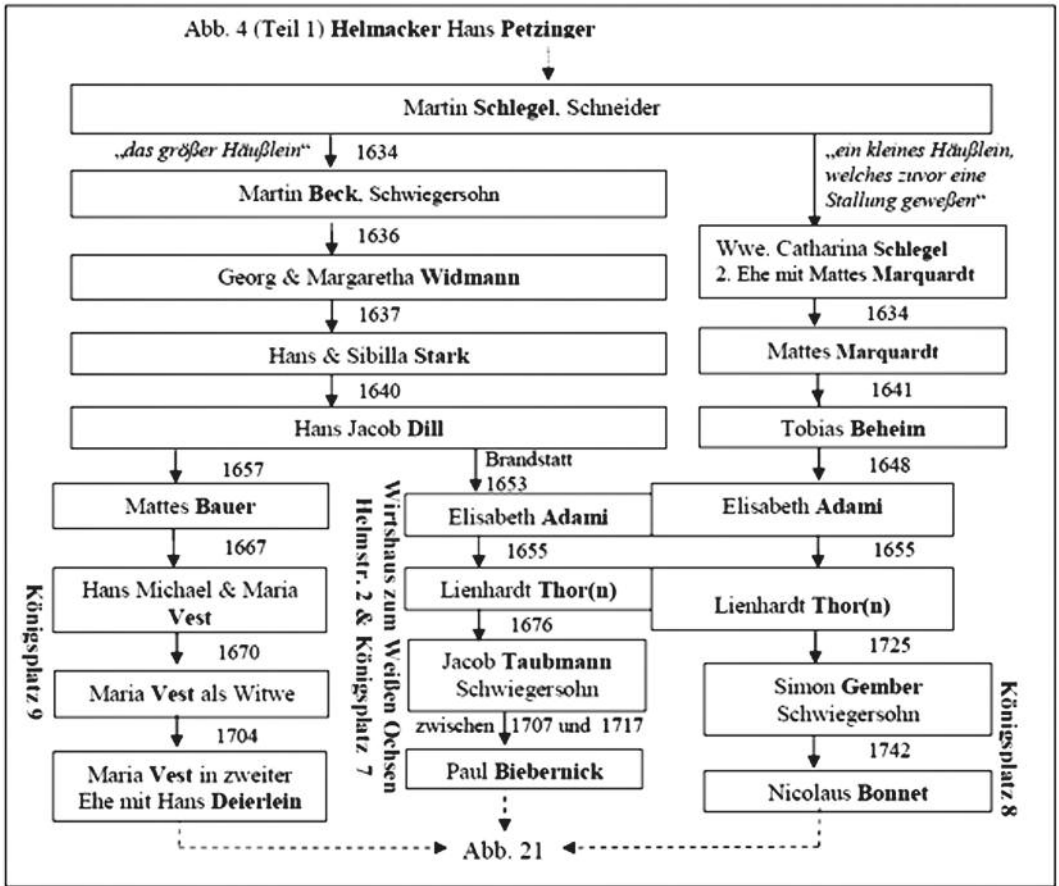 Abb. 4 (Teil 1) Helmacker Hans Petzinger
Martin Schlegel, Schneider
„das größer Häußlein“
1634
„ein kleines Häußlein,
welches zuvor eine
Stallung geweßen“
Martin Beck, Schwiegersohn
1636
Georg & Margaretha Widmann
1637
Hans & Sibilla Stark
1640
Hans Jacob Dill
Wwe. Catharina Schlegel
2. Ehe mit Mattes Marquardt
1634
Mattes Marquardt
1641
Tobias Beheim
1648
1657
Mattes Bauer
1667
Hans Michael & Maria
Vest
1670
Maria Vest als Witwe
1704
Maria Vest in zweiter
Ehe mit Hans Deierlein
Königsplatz 9
Brandstatt
1653
Elisabeth Adami
1655
Lienhardt Thor(n)
1676
Jacob Taubmann
Schwiegersohn
zwischen 1707 und 1717
Paul Biebernick
Wirtshaus zum Weißen Ochsen
Helmstr. 2 & Königsplatz 7
Elisabeth Adami
1655
Lienhardt Thor(n)
1725
Simon Gember
Schwiegersohn
1742
Nicolaus Bonnet
Königsplatz 8
Abb. 21